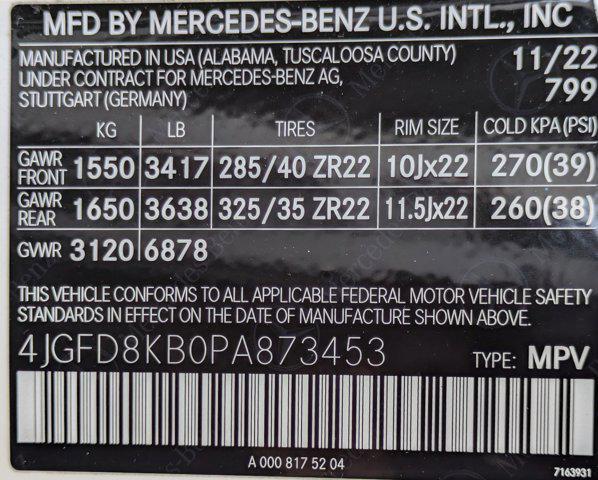 MFD BY MERCEDES-BENZ U.S. INTL., INC
MANUFACTURED IN USA (ALABAMA, TUSCALOOSA COUNTY) 11/22
UNDER CONTRACT FOR MERCEDES-BENZ AG, 799
STUTTGART (GERMANY)
KG LB TIRES RIM SIZE COLD KPA (PSI)
GAWR FRONT 1550 3417 285/40 ZR22 10Jx22 270(39)
GAWR REAR 1650 3638 325/35 ZR22 11.5Jx22 260(38)
GVWR 3120 6878
THIS VEHICLE CONFORMS TO ALL APPLICABLE FEDERAL MOTOR VEHICLE SAFETY
STANDARDS IN EFFECT ON THE DATE OF MANUFACTURE SHOWN ABOVE.
4JGFD8KB0PA873453 TYPE: MPV
A 000 817 52 04
7163931